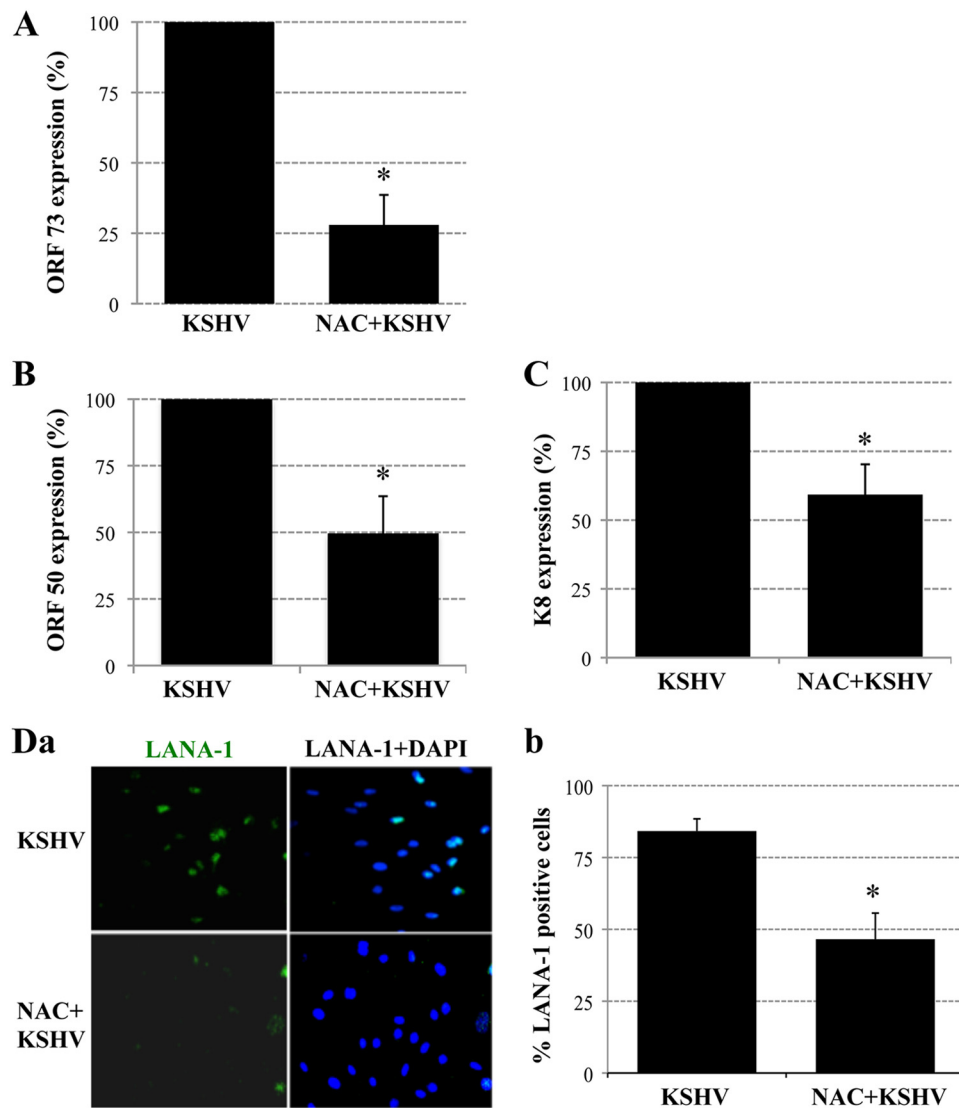 A
ORF 73 expression (%)
100
75
50
25
0
*
KSHV NAC+KSHV
B
ORF 50 expression (%)
100
75
50
25
0
*
KSHV NAC+KSHV
C
K8 expression (%)
100
75
50
25
0
*
KSHV NAC+KSHV
Da
LANA-1 LANA-1+DAPI
KSHV
NAC+
KSHV
b
% LANA-1 positive cells
100
75
50
25
0
*
KSHV NAC+KSHV